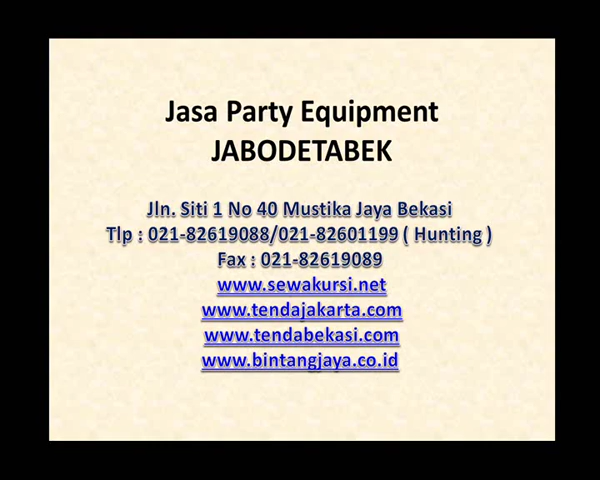 Jasa Party Equipment
JABODETABEK
Jln. Siti 1 No 40 Mustika Jaya Bekasi
Tlp : 021-82619088/021-82601199 ( Hunting )
Fax : 021-82619089
www.sewakursi.net
www.tendajakarta.com
www.tendabekasi.com
www.bintangjaya.co.id